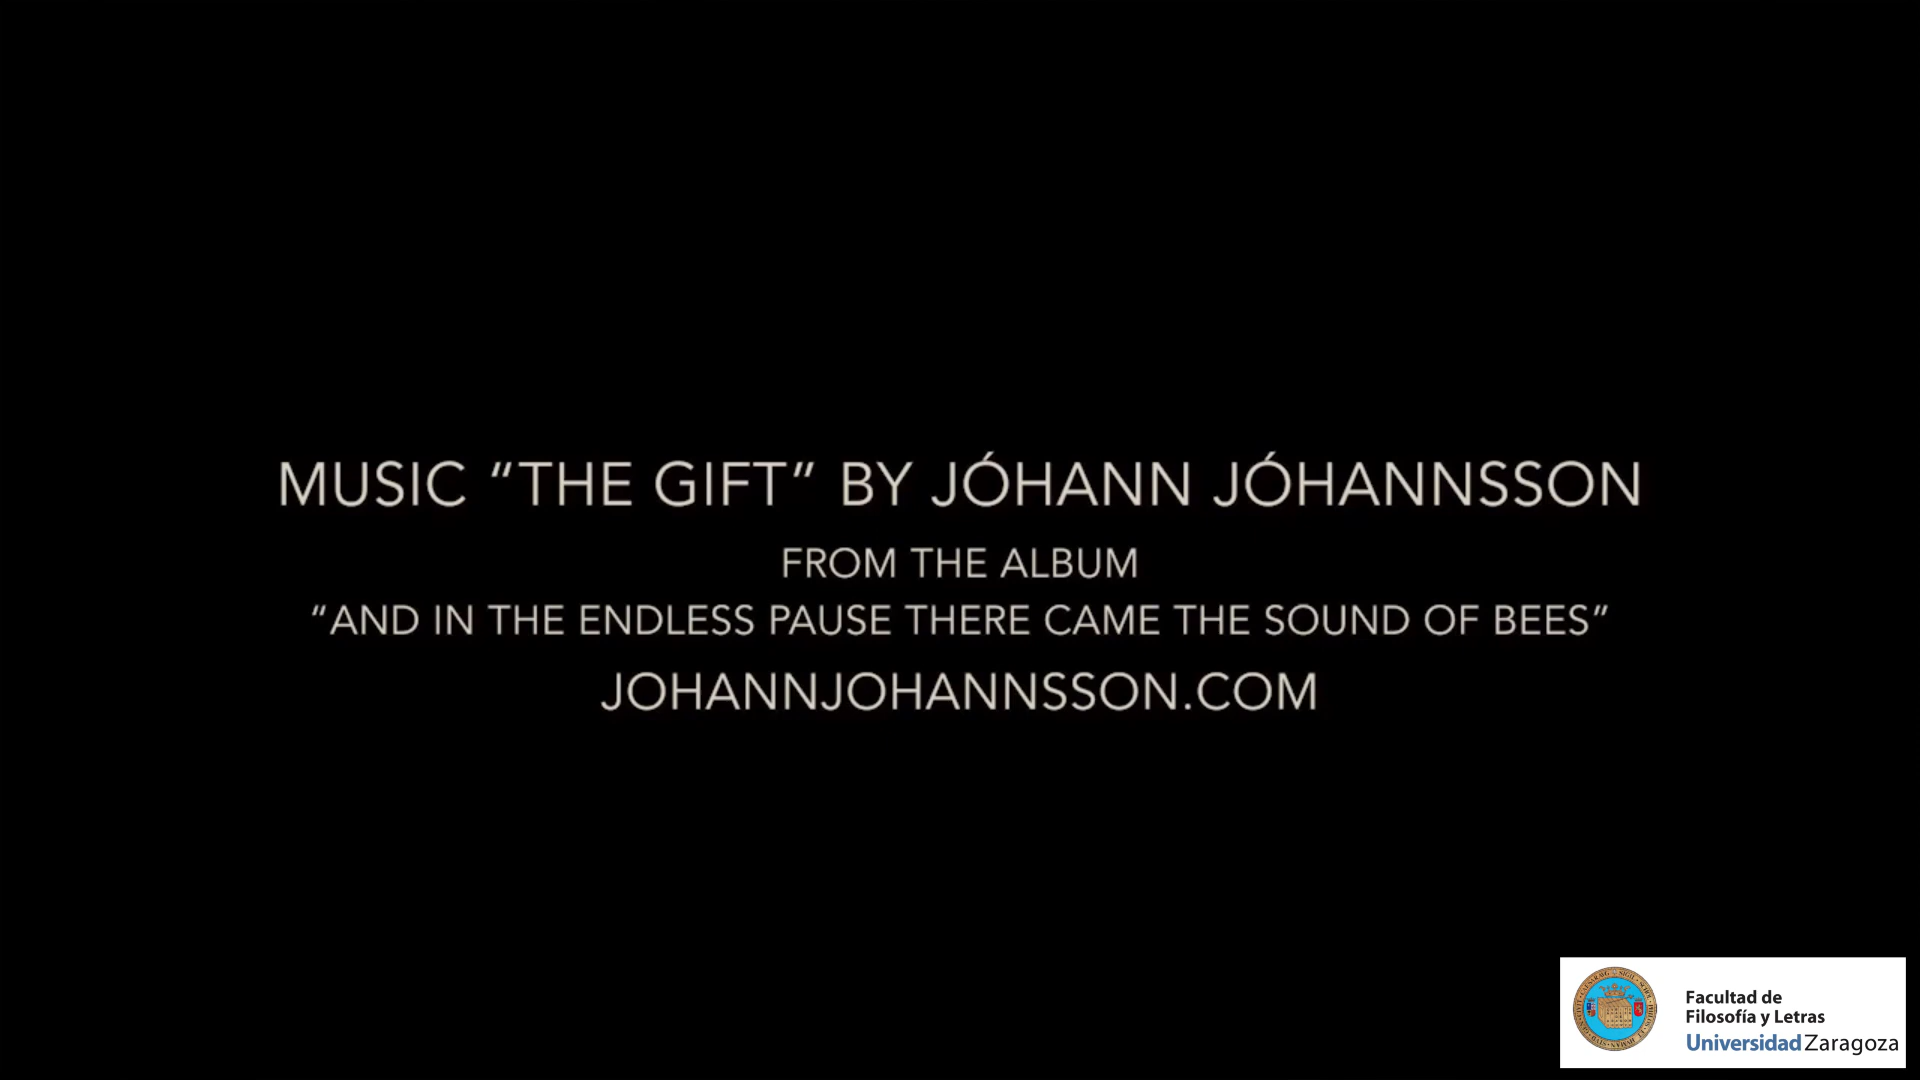 MUSIC “THE GIFT” BY JÓHANN JÓHANNSSON
FROM THE ALBUM
“AND IN THE ENDLESS PAUSE THERE CAME THE SOUND OF BEES”
JOHANNJOHANNSSON.COM
Facultad de
Filosofía y Letras
Universidad Zaragoza